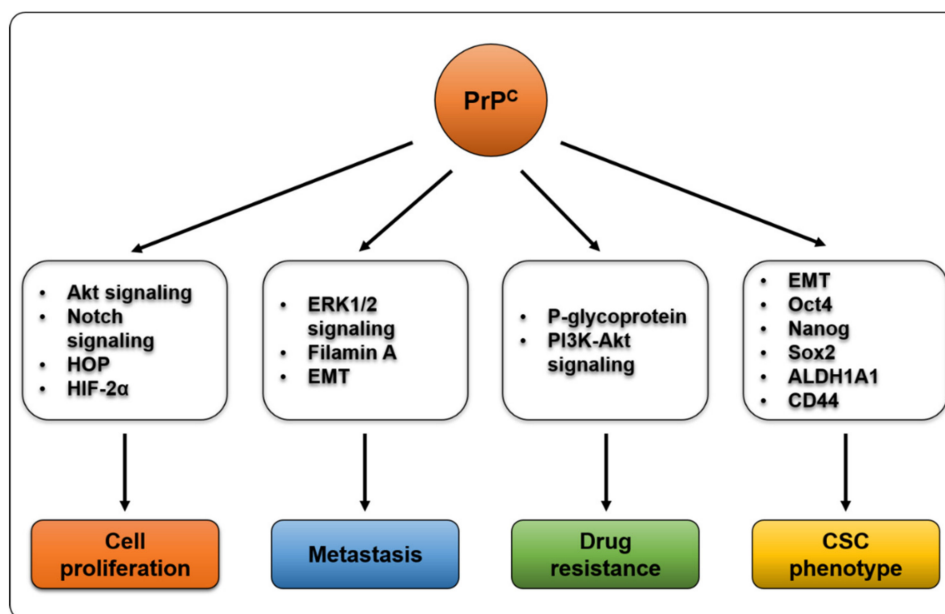 PrPᶜ
• Akt signaling
• Notch
signaling
• HOP
• HIF-2α
• ERK1/2
signaling
• Filamin A
• EMT
• P-glycoprotein
• PI3K-Akt
signaling
• EMT
• Oct4
• Nanog
• Sox2
• ALDH1A1
• CD44
Cell
proliferation
Metastasis
Drug
resistance
CSC
phenotype